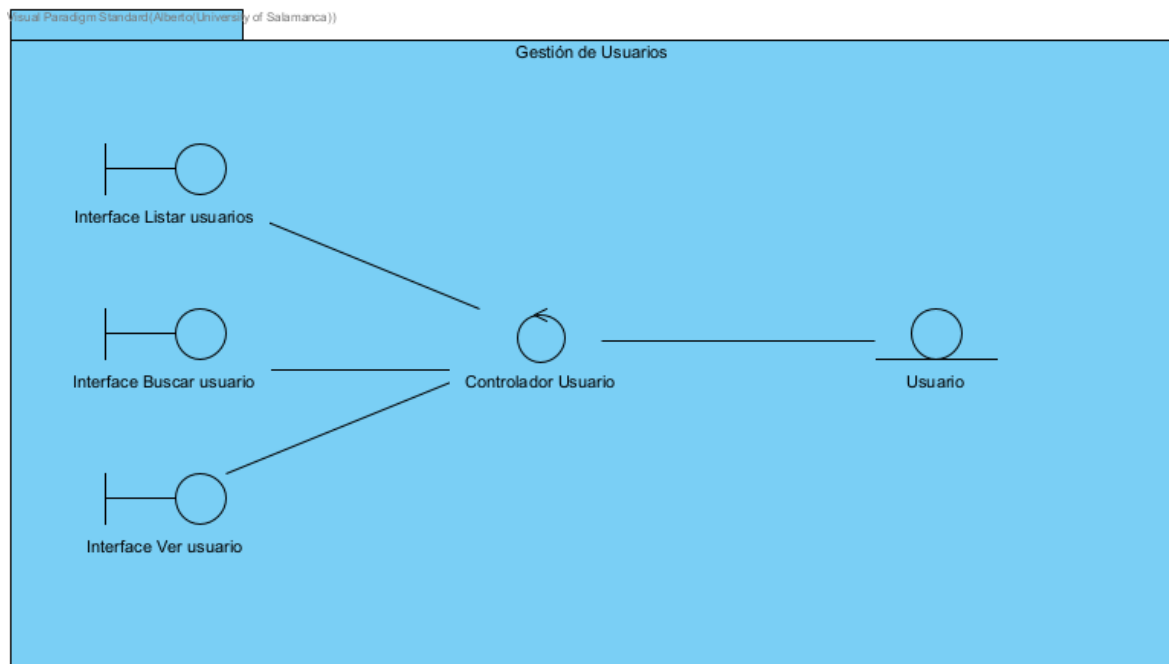 Visual Paradigm Standard(Alberto(University of Salamanca))
Gestión de Usuarios
Interface Listar usuarios
Interface Buscar usuario
Controlador Usuario
Usuario
Interface Ver usuario